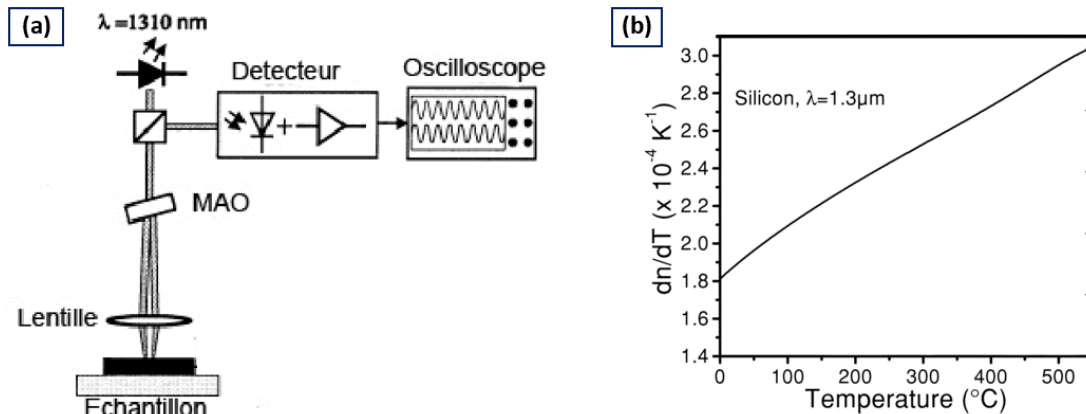 (a)
λ =1310 nm
Detecteur
Oscilloscope
+
MAO
Lentille
Echantillon
(b)
Silicon, λ=1.3µm
dn/dT (x 10⁻⁴ K⁻¹)
3.0
2.8
2.6
2.4
2.2
2.0
1.8
1.6
1.4
0 100 200 300 400 500
Temperature (°C)